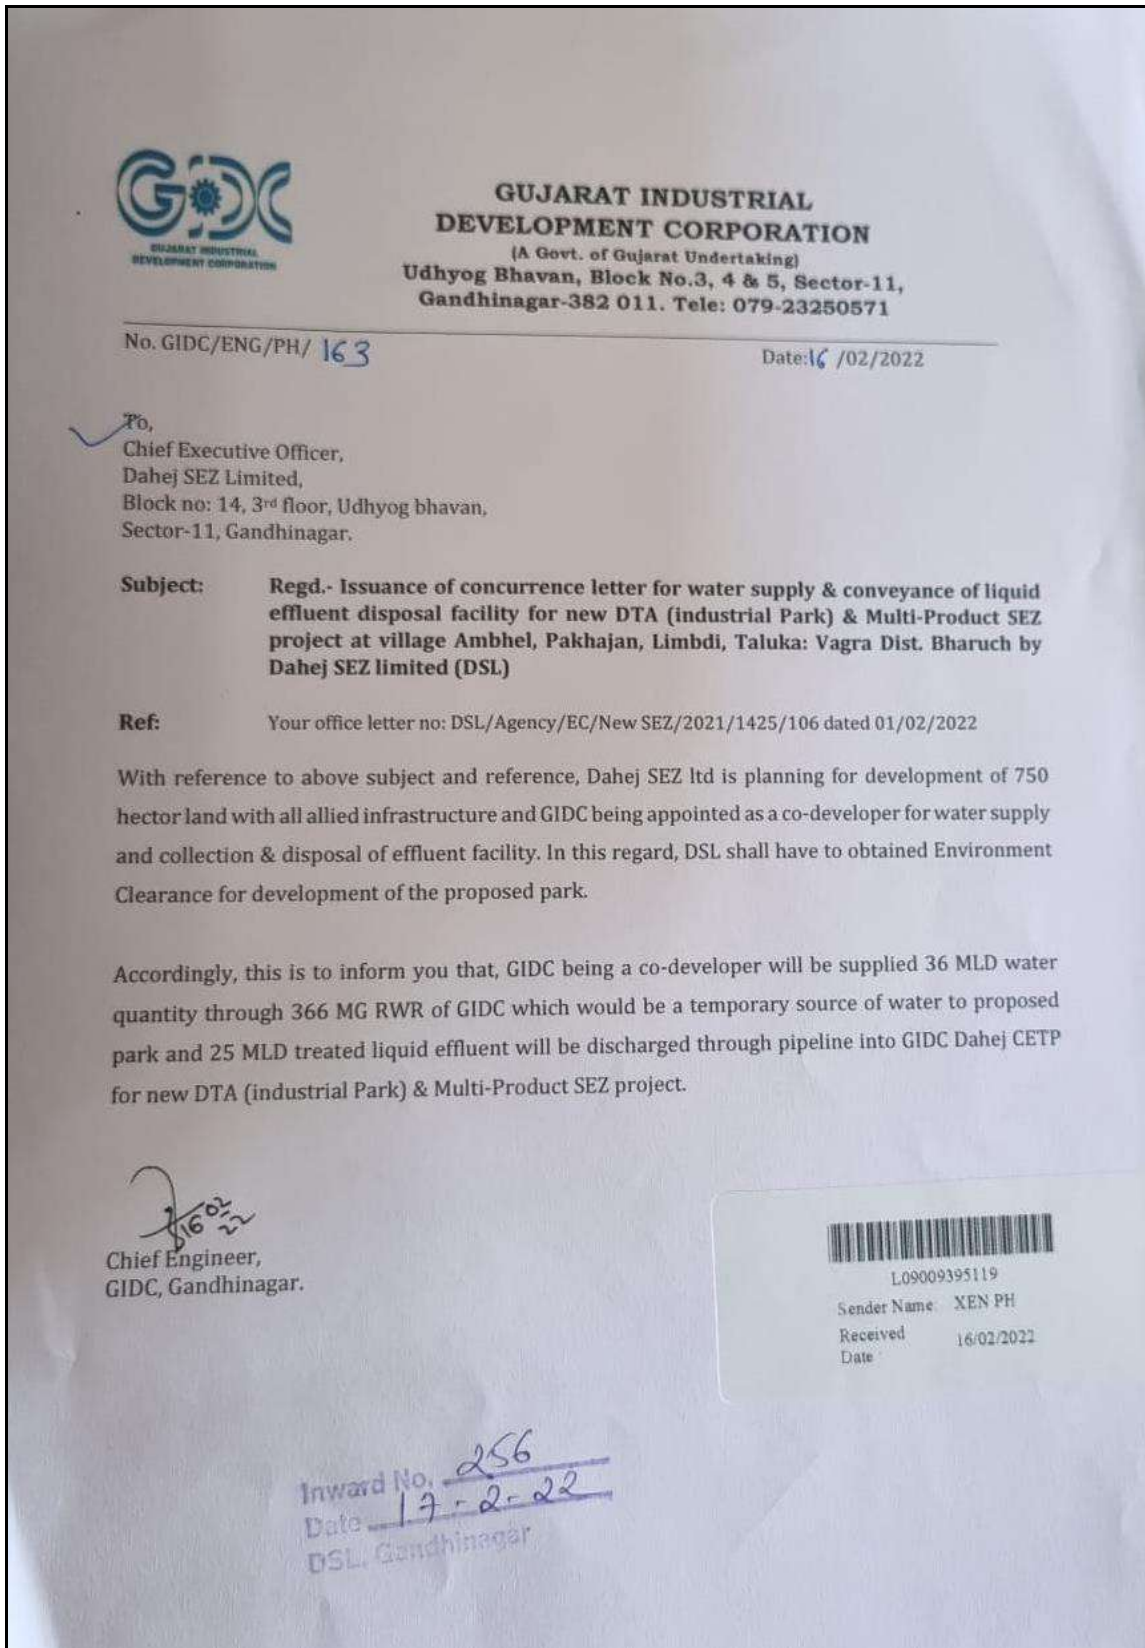 GIDC
GUJARAT INDUSTRIAL
DEVELOPMENT CORPORATION
GUJARAT INDUSTRIAL
DEVELOPMENT CORPORATION
(A Govt. of Gujarat Undertaking)
Udhyog Bhavan, Block No.3, 4 & 5, Sector-11,
Gandhinagar-382 011. Tele: 079-23250571
No. GIDC/ENG/PH/ 163
Date:16 /02/2022
To,
Chief Executive Officer,
Dahej SEZ Limited,
Block no: 14, 3rd floor, Udhyog bhavan,
Sector-11, Gandhinagar.
Subject: Regd.- Issuance of concurrence letter for water supply & conveyance of liquid
effluent disposal facility for new DTA (industrial Park) & Multi-Product SEZ
project at village Ambhel, Pakhajan, Limbdi, Taluka: Vagra Dist. Bharuch by
Dahej SEZ limited (DSL)
Ref: Your office letter no: DSL/Agency/EC/New SEZ/2021/1425/106 dated 01/02/2022
With reference to above subject and reference, Dahej SEZ ltd is planning for development of 750
hector land with all allied infrastructure and GIDC being appointed as a co-developer for water supply
and collection & disposal of effluent facility. In this regard, DSL shall have to obtained Environment
Clearance for development of the proposed park.
Accordingly, this is to inform you that, GIDC being a co-developer will be supplied 36 MLD water
quantity through 366 MG RWR of GIDC which would be a temporary source of water to proposed
park and 25 MLD treated liquid effluent will be discharged through pipeline into GIDC Dahej CETP
for new DTA (industrial Park) & Multi-Product SEZ project.
16/02/22
Chief Engineer,
GIDC, Gandhinagar.
L09009395119
Sender Name: XEN PH
Received
Date : 16/02/2022
Inward No. 256
Date 17-2-22
DSL, Gandhinagar